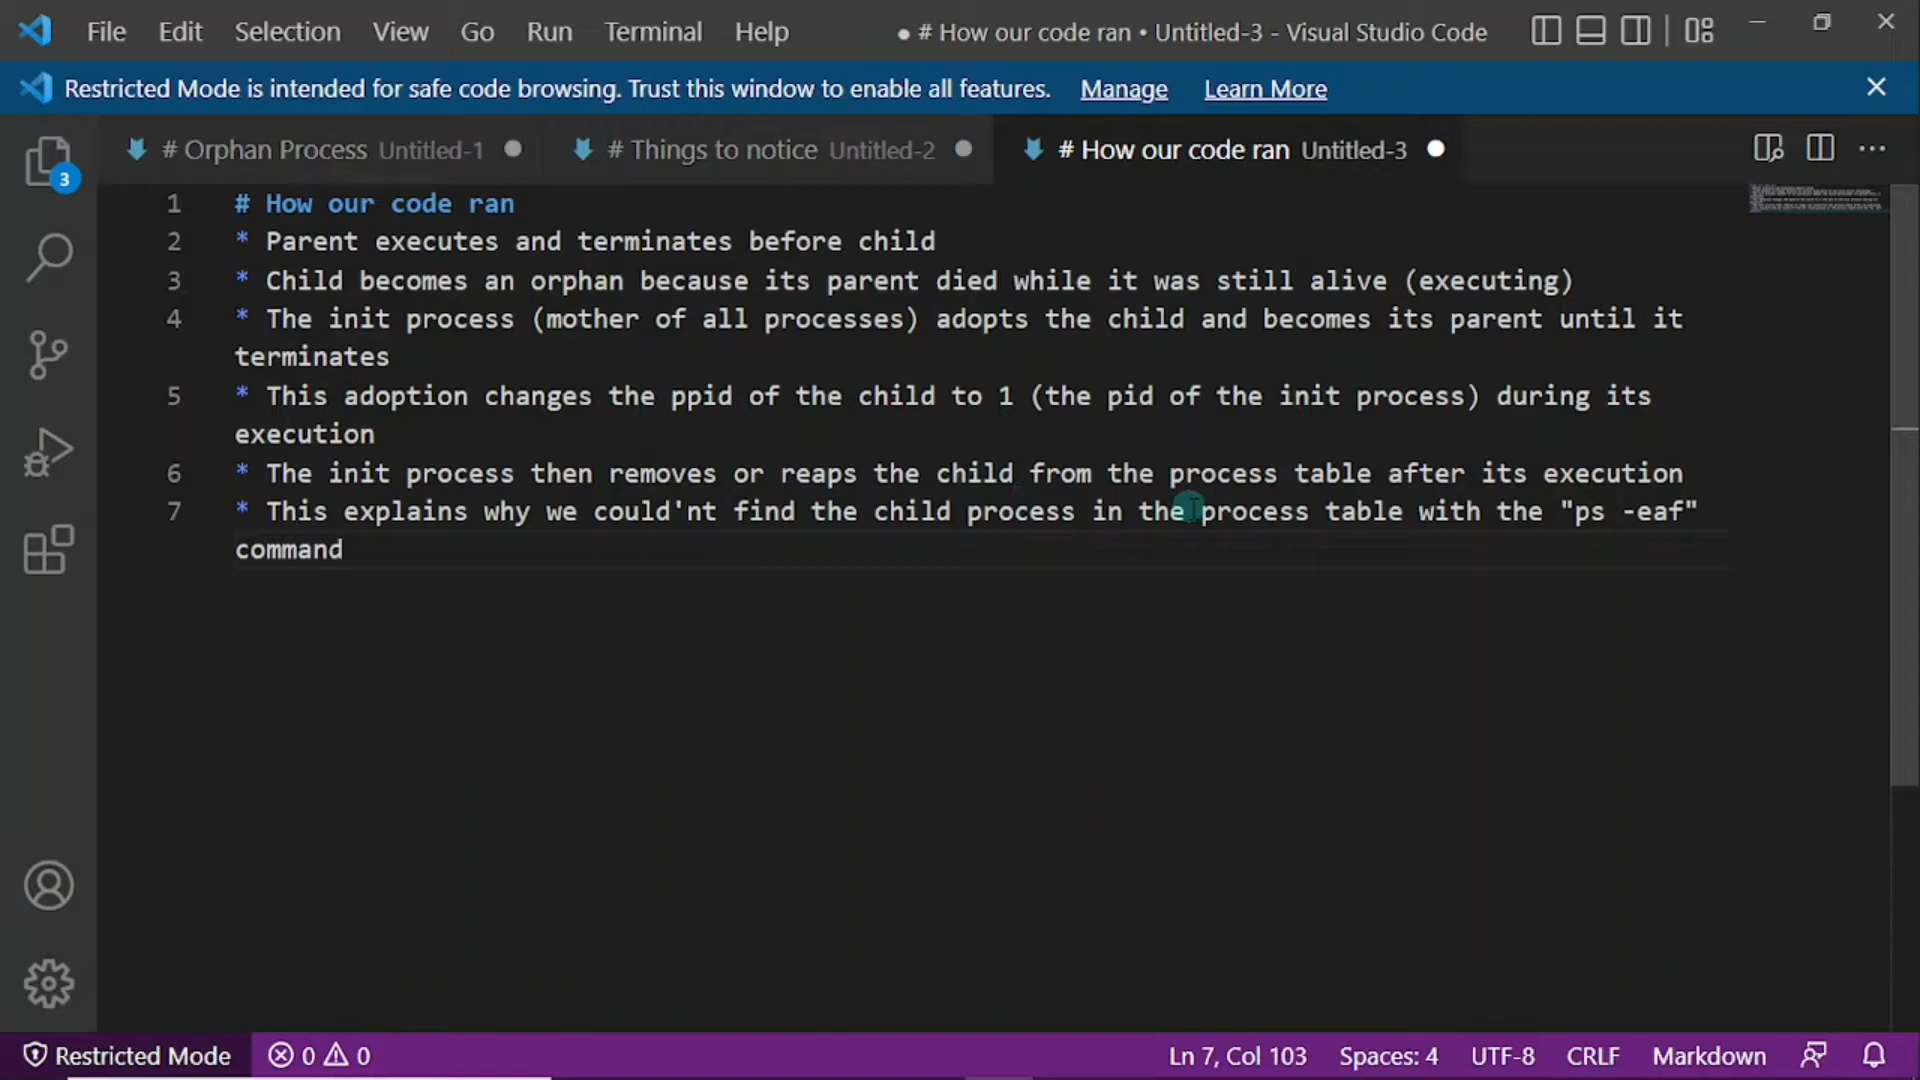 File Edit Selection View Go Run Terminal Help ● # How our code ran • Untitled-3 - Visual Studio Code
Restricted Mode is intended for safe code browsing. Trust this window to enable all features. Manage Learn More
# Orphan Process Untitled-1 # Things to notice Untitled-2 # How our code ran Untitled-3
3
1 # How our code ran
2 * Parent executes and terminates before child
3 * Child becomes an orphan because its parent died while it was still alive (executing)
4 * The init process (mother of all processes) adopts the child and becomes its parent until it
terminates
5 * This adoption changes the ppid of the child to 1 (the pid of the init process) during its
execution
6 * The init process then removes or reaps the child from the process table after its execution
7 * This explains why we could'nt find the child process in the process table with the "ps -eaf"
command
Restricted Mode 0 0 Ln 7, Col 103 Spaces: 4 UTF-8 CRLF Markdown